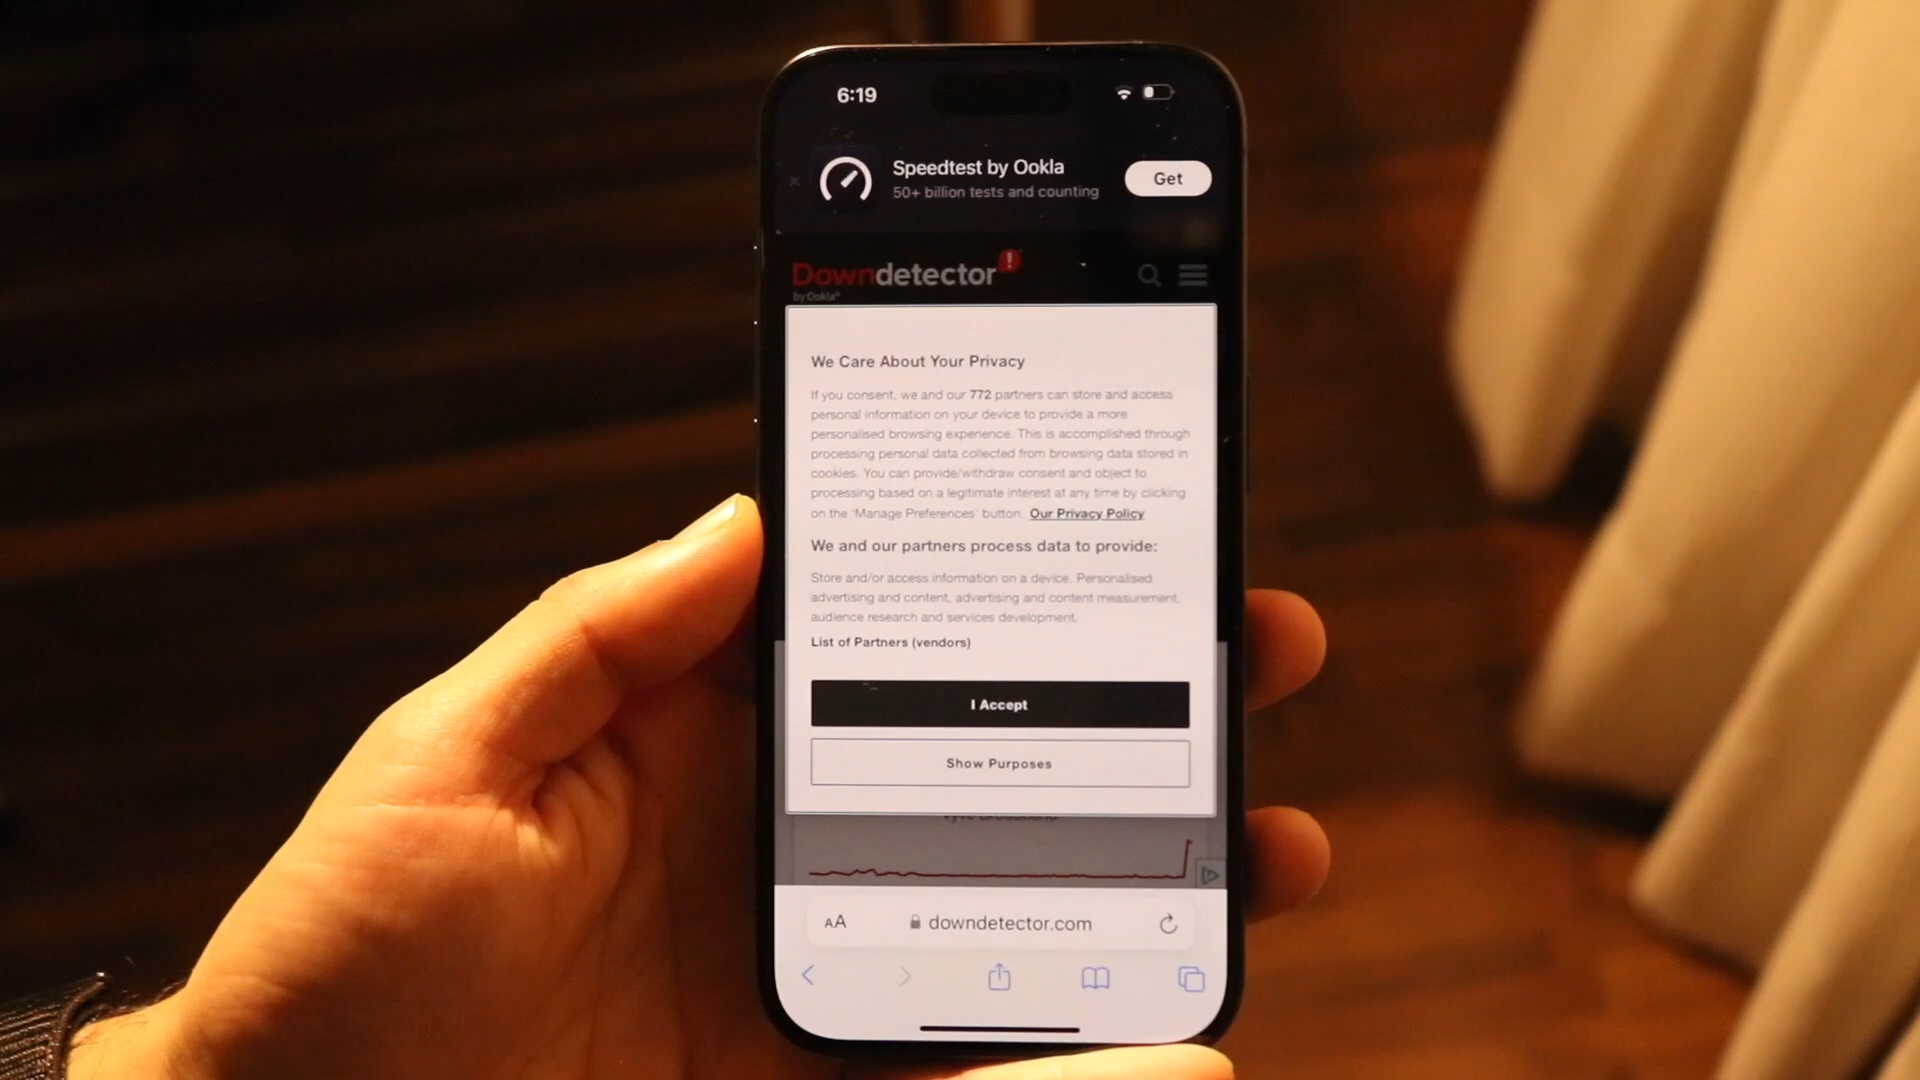 6:19
Speedtest by Ookla
50+ billion tests and counting
Get
Downdetector
by Ookla®
We Care About Your Privacy
If you consent, we and our 772 partners can store and access
personal information on your device to provide a more
personalised browsing experience. This is accomplished through
processing personal data collected from browsing data stored in
cookies. You can provide/withdraw consent and object to
processing based on a legitimate interest at any time by clicking
on the 'Manage Preferences' button. Our Privacy Policy
We and our partners process data to provide:
Store and/or access information on a device. Personalised
advertising and content, advertising and content measurement,
audience research and services development.
List of Partners (vendors)
I Accept
Show Purposes
AA
downdetector.com